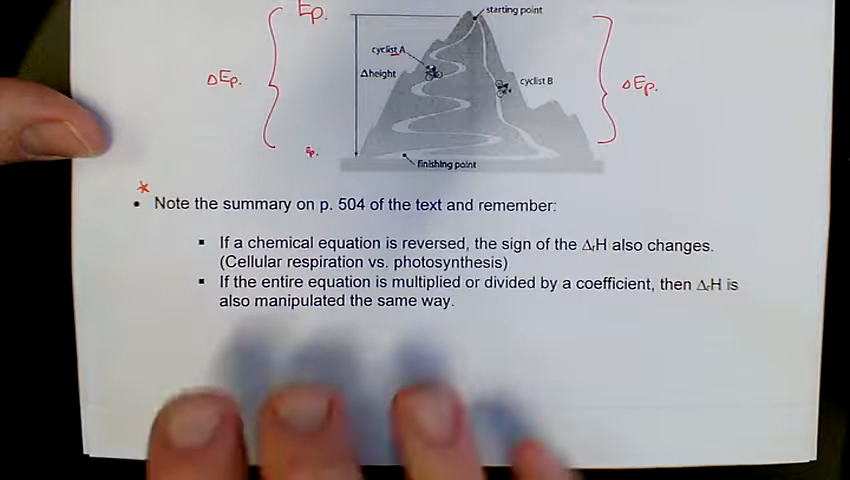 Ep.
starting point
cyclist A
ΔEp.
Δheight
cyclist B
ΔEp.
Ep.
finishing point
* 
• Note the summary on p. 504 of the text and remember:
▪ If a chemical equation is reversed, the sign of the ΔrH also changes.
(Cellular respiration vs. photosynthesis)
▪ If the entire equation is multiplied or divided by a coefficient, then ΔrH is
also manipulated the same way.